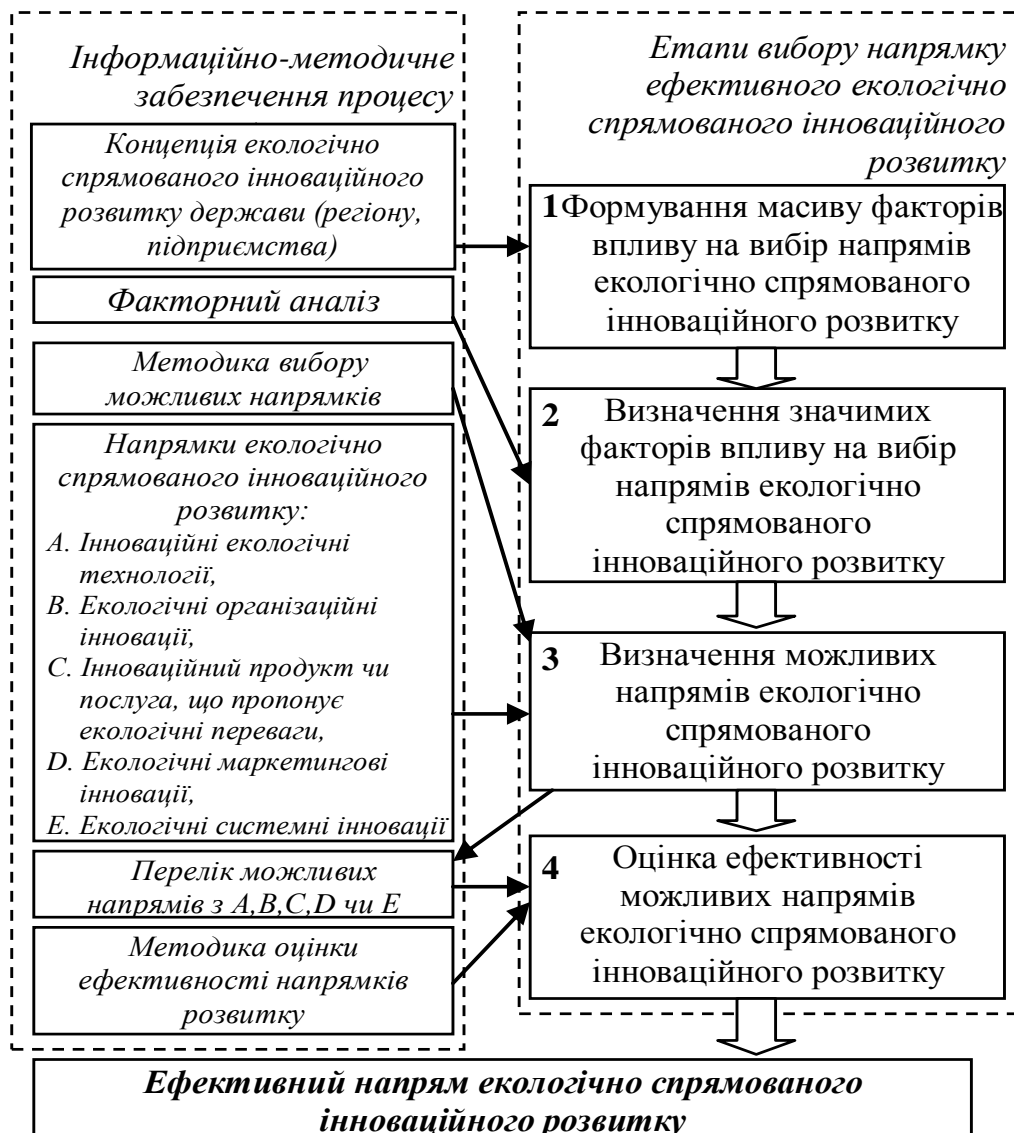 Інформаційно-методичне
забезпечення процесу
Концепція екологічно
спрямованого інноваційного
розвитку держави (регіону,
підприємства)
Факторний аналіз
Методика вибору
можливих напрямків
Напрямки екологічно
спрямованого інноваційного
розвитку:
A. Інноваційні екологічні
технології,
B. Екологічні організаційні
інновації,
C. Інноваційний продукт чи
послуга, що пропонує
екологічні переваги,
D. Екологічні маркетингові
інновації,
E. Екологічні системні інновації
Перелік можливих
напрямів з A,B,C,D чи E
Методика оцінки
ефективності напрямків
розвитку
Етапи вибору напрямку
ефективного екологічно
спрямованого інноваційного
розвитку
1 Формування масиву факторів
впливу на вибір напрямів
екологічно спрямованого
інноваційного розвитку
2 Визначення значимих
факторів впливу на вибір
напрямів екологічно
спрямованого
інноваційного розвитку
3 Визначення можливих
напрямів екологічно
спрямованого
інноваційного розвитку
4 Оцінка ефективності
можливих напрямів
екологічно спрямованого
інноваційного розвитку
Ефективний напрям екологічно спрямованого
інноваційного розвитку